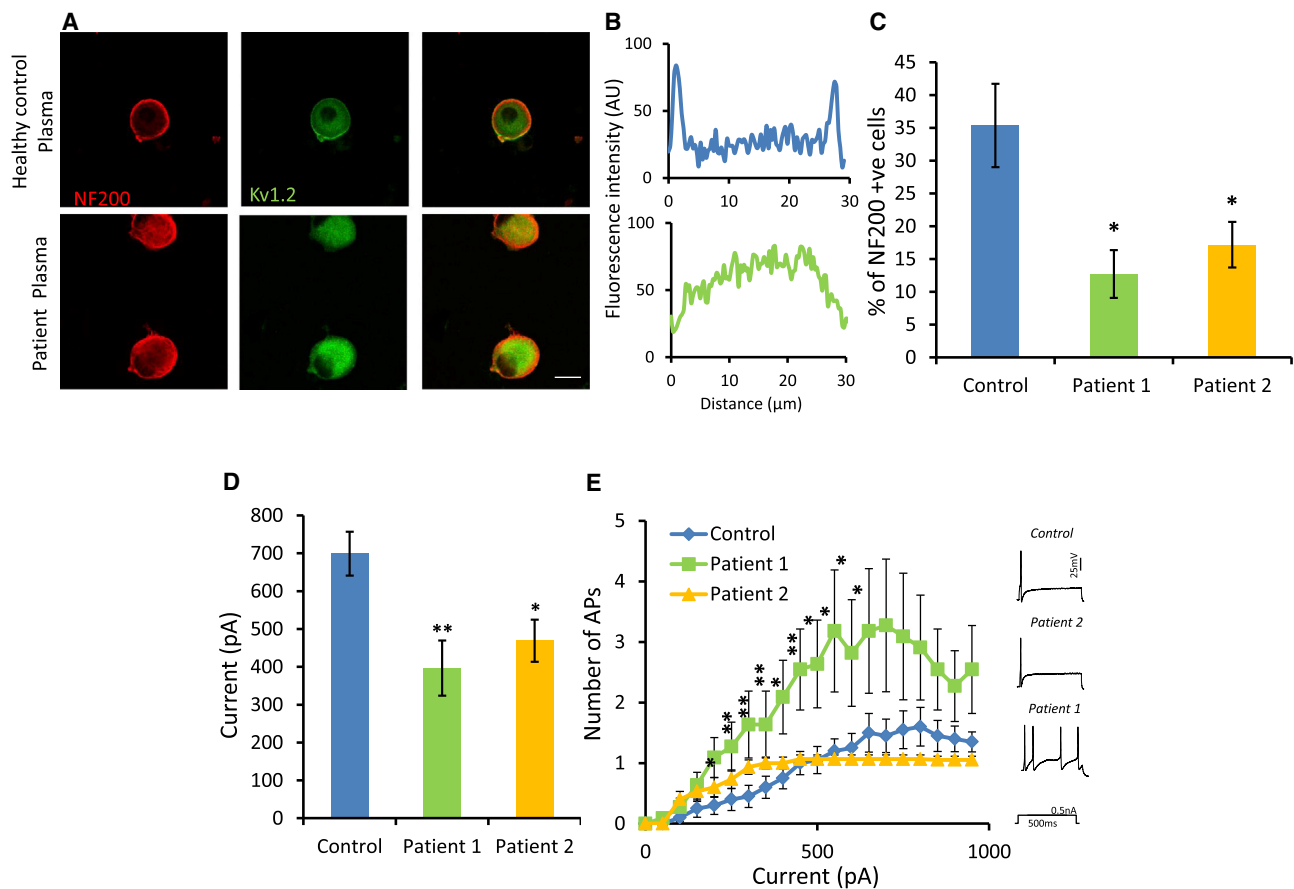 A
Healthy control
Plasma
NF200
Kv1.2
Patient Plasma
B
Fluorescence intensity (AU)
100
50
0
0 10 20 30
100
50
0
0 10 20 30
Distance (µm)
C
% of NF200 +ve cells
45
40
35
30
25
20
15
10
5
0
*
*
Control Patient 1 Patient 2
D
Current (pA)
800
700
600
500
400
300
200
100
0
**
*
Control Patient 1 Patient 2
E
Number of APs
5
4
3
2
1
0
Control
Patient 1
Patient 2
*
**
**
**
*
**
*
*
*
*
0 500 1000
Current (pA)
Control
25mV
Patient 2
Patient 1
0.5nA
500ms